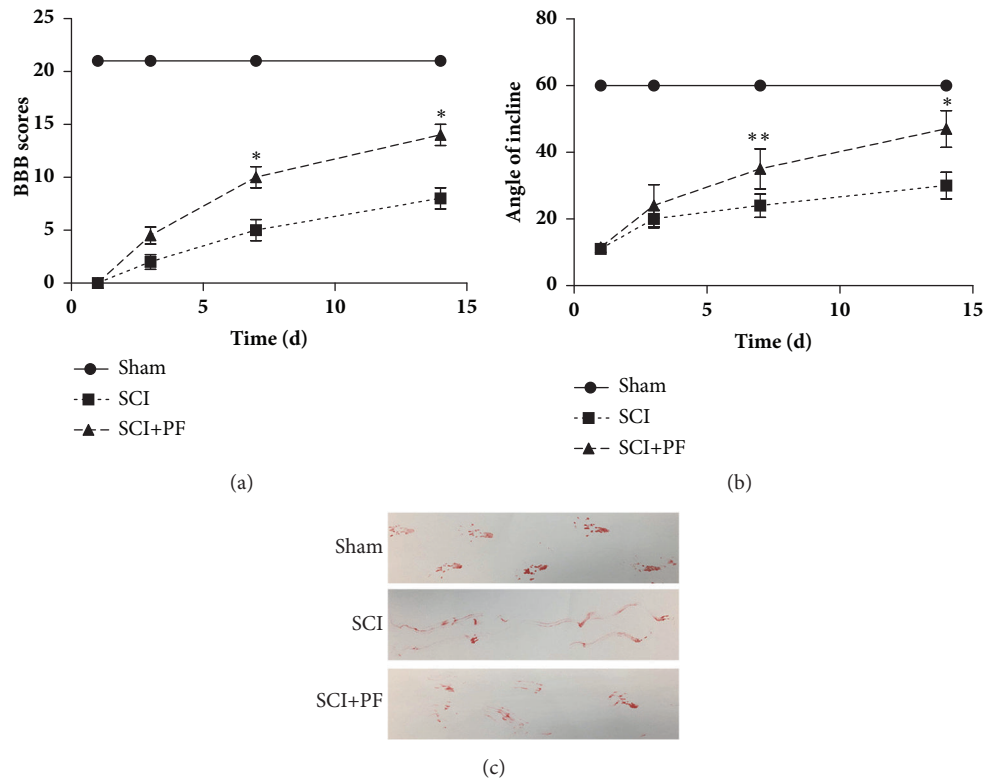 25
20
15
10
5
0
BBB scores
*
*
0 5 10 15
Time (d)
Sham
SCI
SCI+PF
(a)
80
60
40
20
0
Angle of incline
**
*
0 5 10 15
Time (d)
Sham
SCI
SCI+PF
(b)
Sham
SCI
SCI+PF
(c)